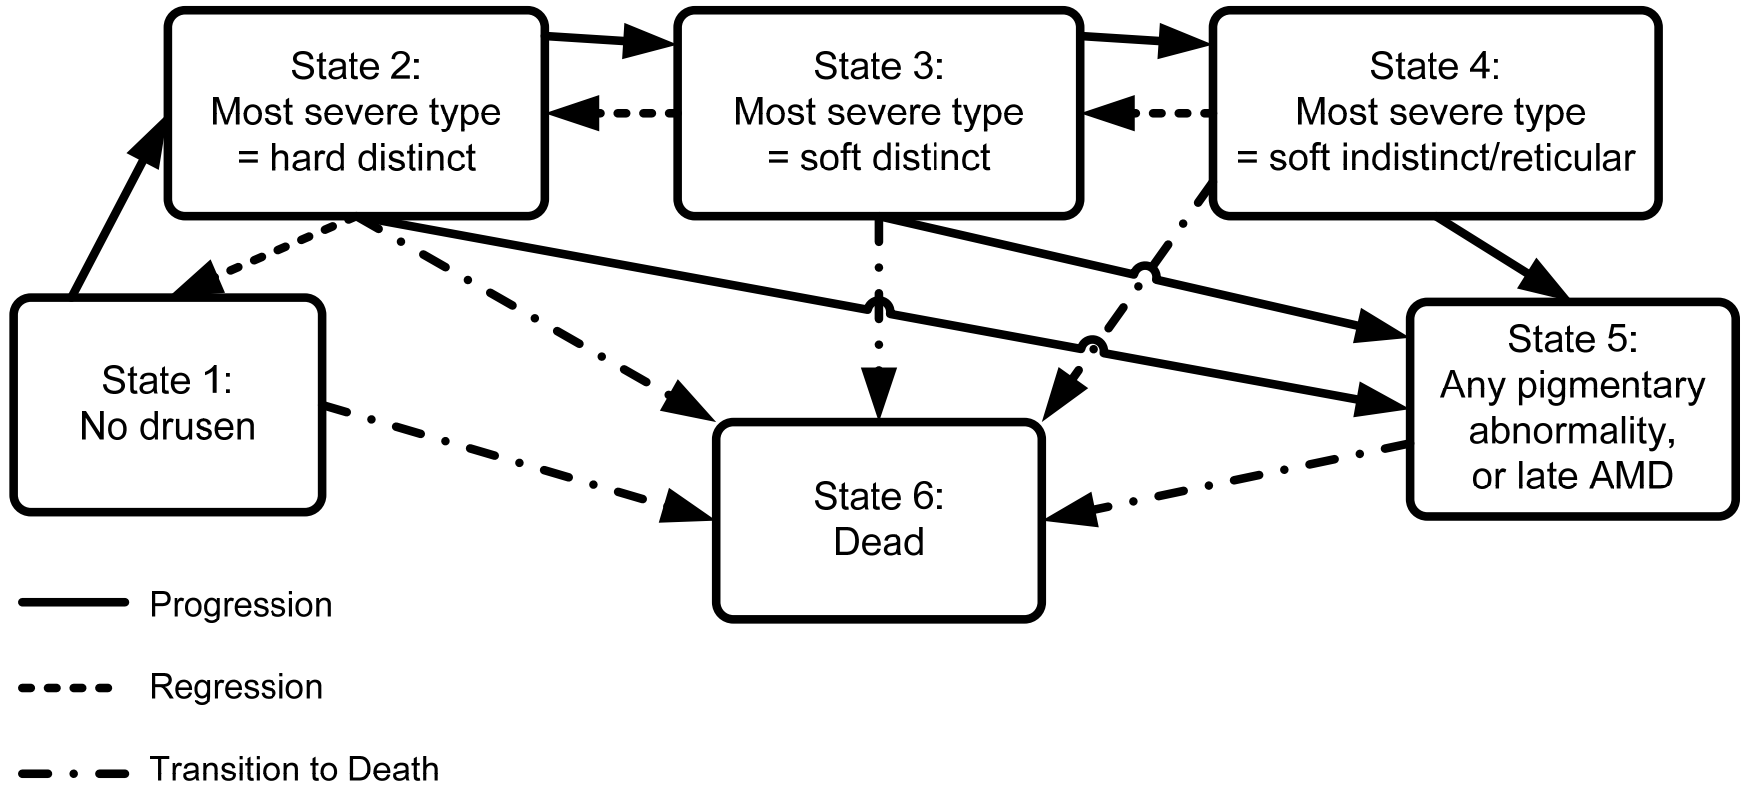 State 2:
Most severe type
= hard distinct
State 3:
Most severe type
= soft distinct
State 4:
Most severe type
= soft indistinct/reticular
State 1:
No drusen
State 5:
Any pigmentary
abnormality,
or late AMD
State 6:
Dead
Progression
Regression
Transition to Death